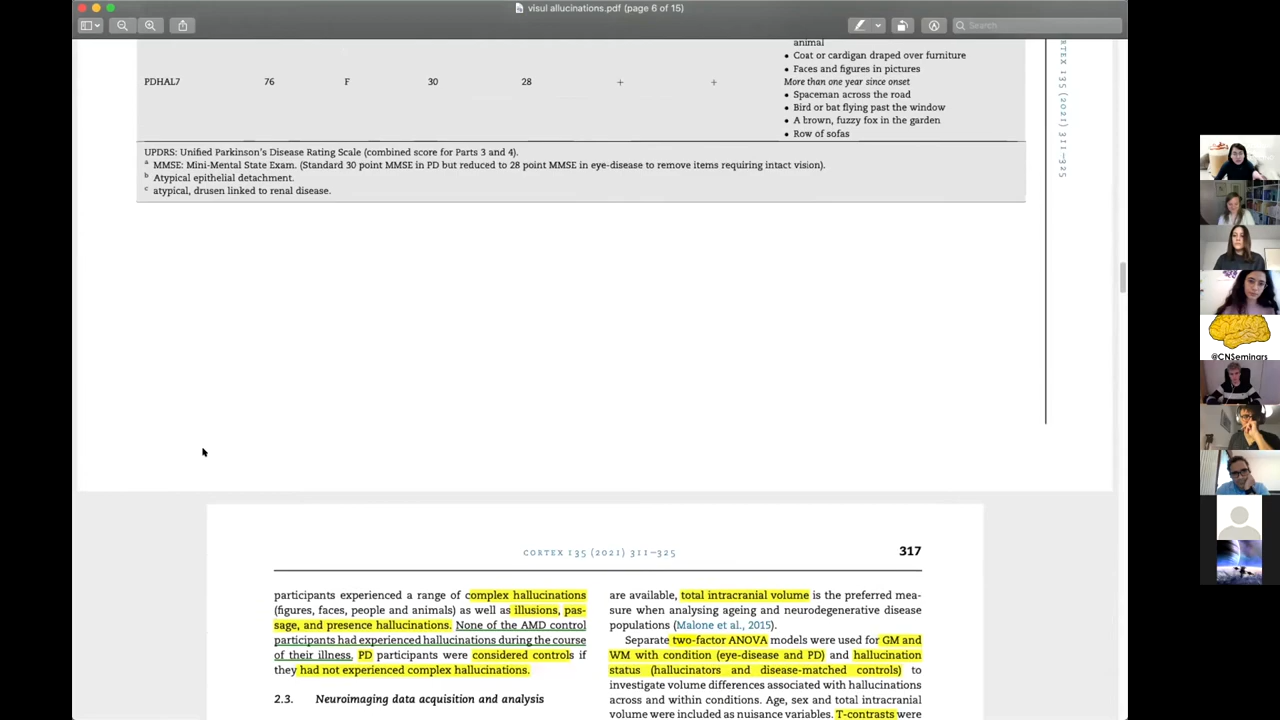 visul allucinations.pdf (page 6 of 15)
Search
animal
• Coat or cardigan draped over furniture
PDHAL7 76 F 30 28 + + • Faces and figures in pictures
More than one year since onset
• Spaceman across the road
• Bird or bat flying past the window
• A brown, fuzzy fox in the garden
• Row of sofas
UPDRS: Unified Parkinson's Disease Rating Scale (combined score for Parts 3 and 4).
a MMSE: Mini-Mental State Exam. (Standard 30 point MMSE in PD but reduced to 28 point MMSE in eye-disease to remove items requiring intact vision).
b Atypical epithelial detachment.
c atypical, drusen linked to renal disease.
CORTEX 135 (2021) 311–325
@CNSeminars
CORTEX 135 (2021) 311–325
317
participants experienced a range of complex hallucinations
(figures, faces, people and animals) as well as illusions, pas-
sage, and presence hallucinations. None of the AMD control
participants had experienced hallucinations during the course
of their illness. PD participants were considered controls if
they had not experienced complex hallucinations.
2.3. Neuroimaging data acquisition and analysis
are available, total intracranial volume is the preferred mea-
sure when analysing ageing and neurodegenerative disease
populations (Malone et al., 2015).
Separate two-factor ANOVA models were used for GM and
WM with condition (eye-disease and PD) and hallucination
status (hallucinators and disease-matched controls) to
investigate volume differences associated with hallucinations
across and within conditions. Age, sex and total intracranial
volume were included as nuisance variables. T-contrasts were